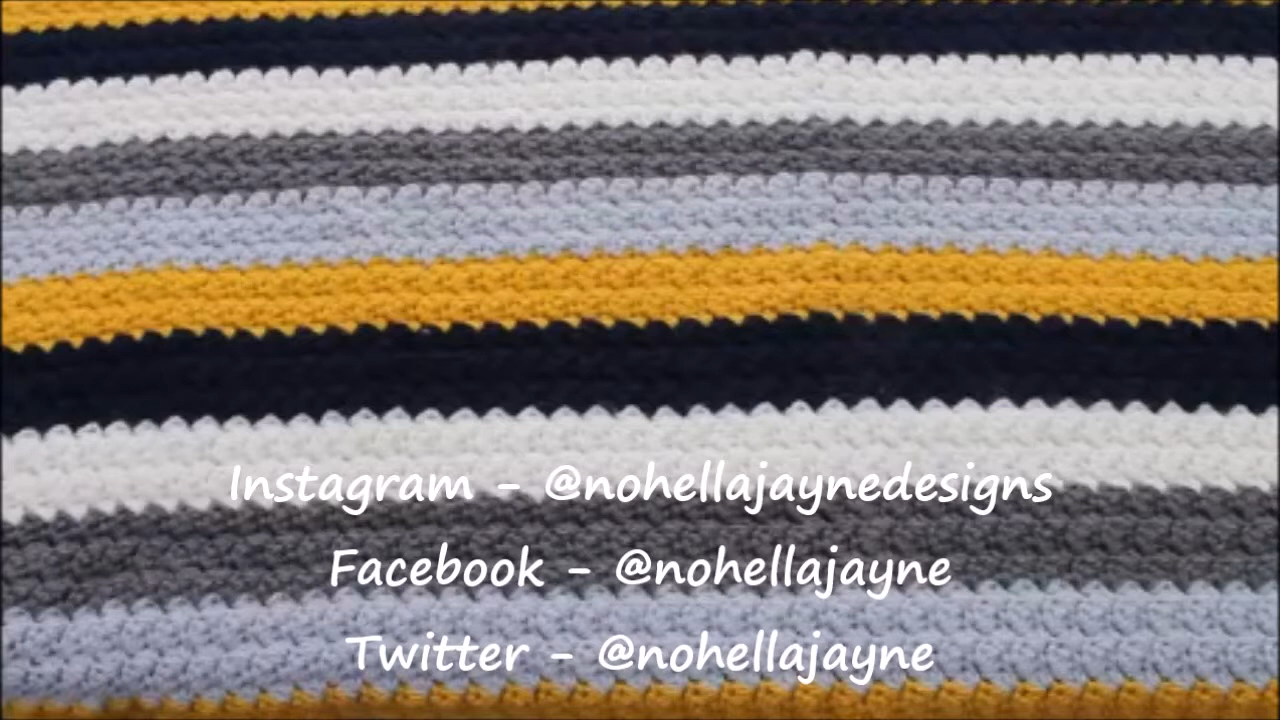 Instagram - @nohellajaynedesigns
Facebook - @nohellajayne
Twitter - @nohellajayne